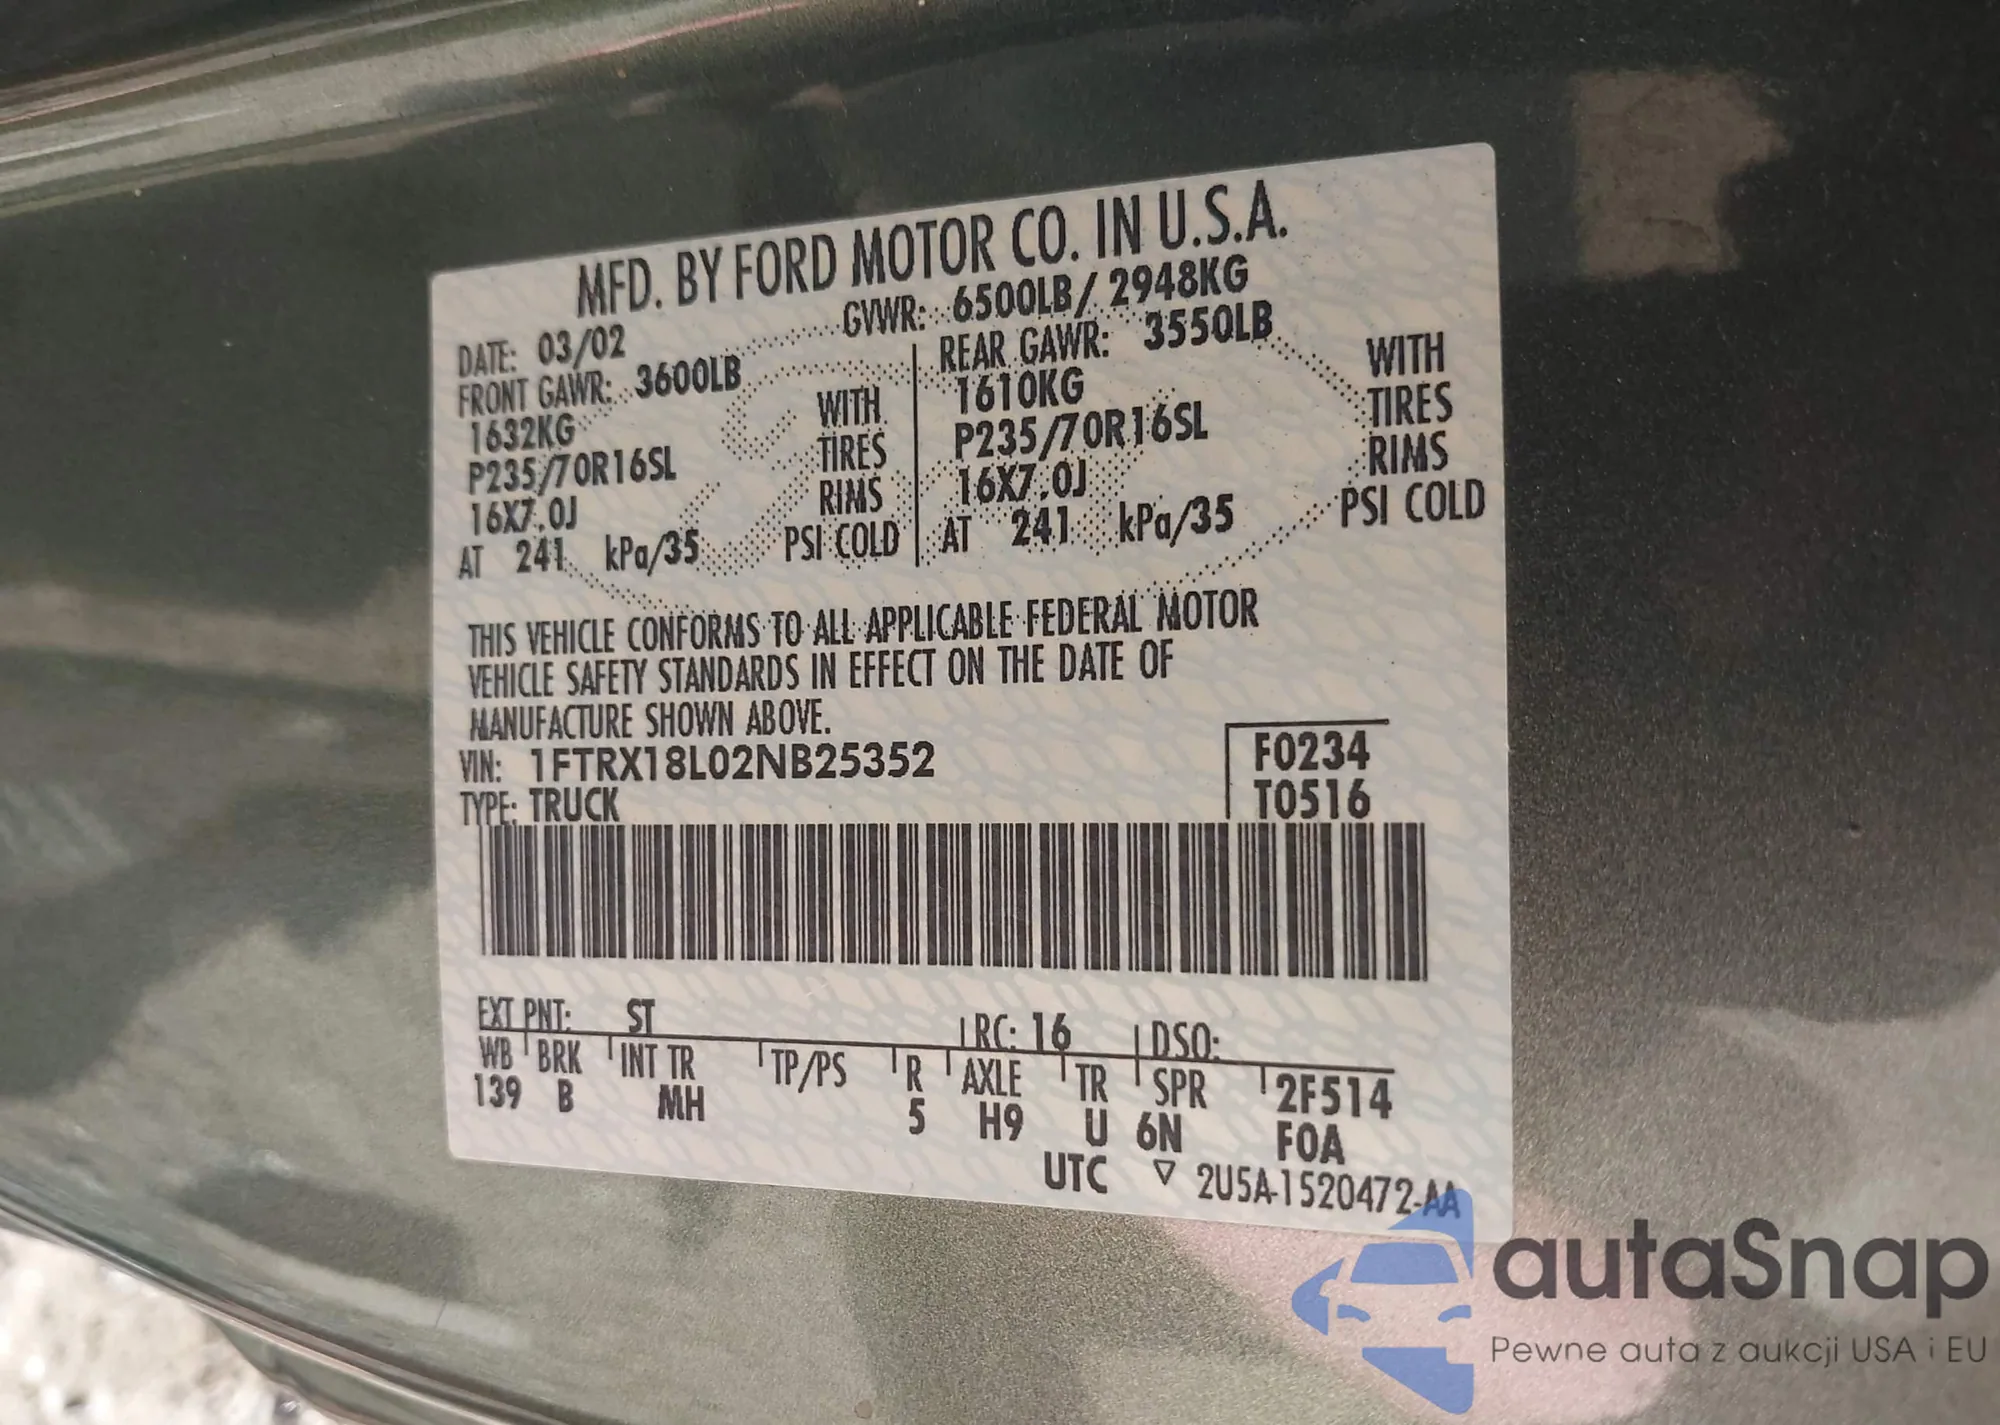 MFD. BY FORD MOTOR CO. IN U.S.A.
DATE: 03/02 GVWR: 6500LB/ 2948KG
FRONT GAWR: 3600LB REAR GAWR: 3550LB
1632KG WITH 1610KG WITH
P235/70R16SL TIRES P235/70R16SL TIRES
16X7.0J RIMS 16X7.0J RIMS
AT 241 kPa/35 PSI COLD AT 241 kPa/35 PSI COLD
THIS VEHICLE CONFORMS TO ALL APPLICABLE FEDERAL MOTOR
VEHICLE SAFETY STANDARDS IN EFFECT ON THE DATE OF
MANUFACTURE SHOWN ABOVE.
VIN: 1FTRX18L02NB25352 F0234
TYPE: TRUCK T0516
EXT PNT: ST RC: 16 DSO:
WB BRK INT TR TP/PS R AXLE TR SPR 2F514
139 B MH 5 H9 U 6N F0A
UTC ▽ 2U5A-1520472-AA
autaSnap
Pewne auta z aukcji USA i EU